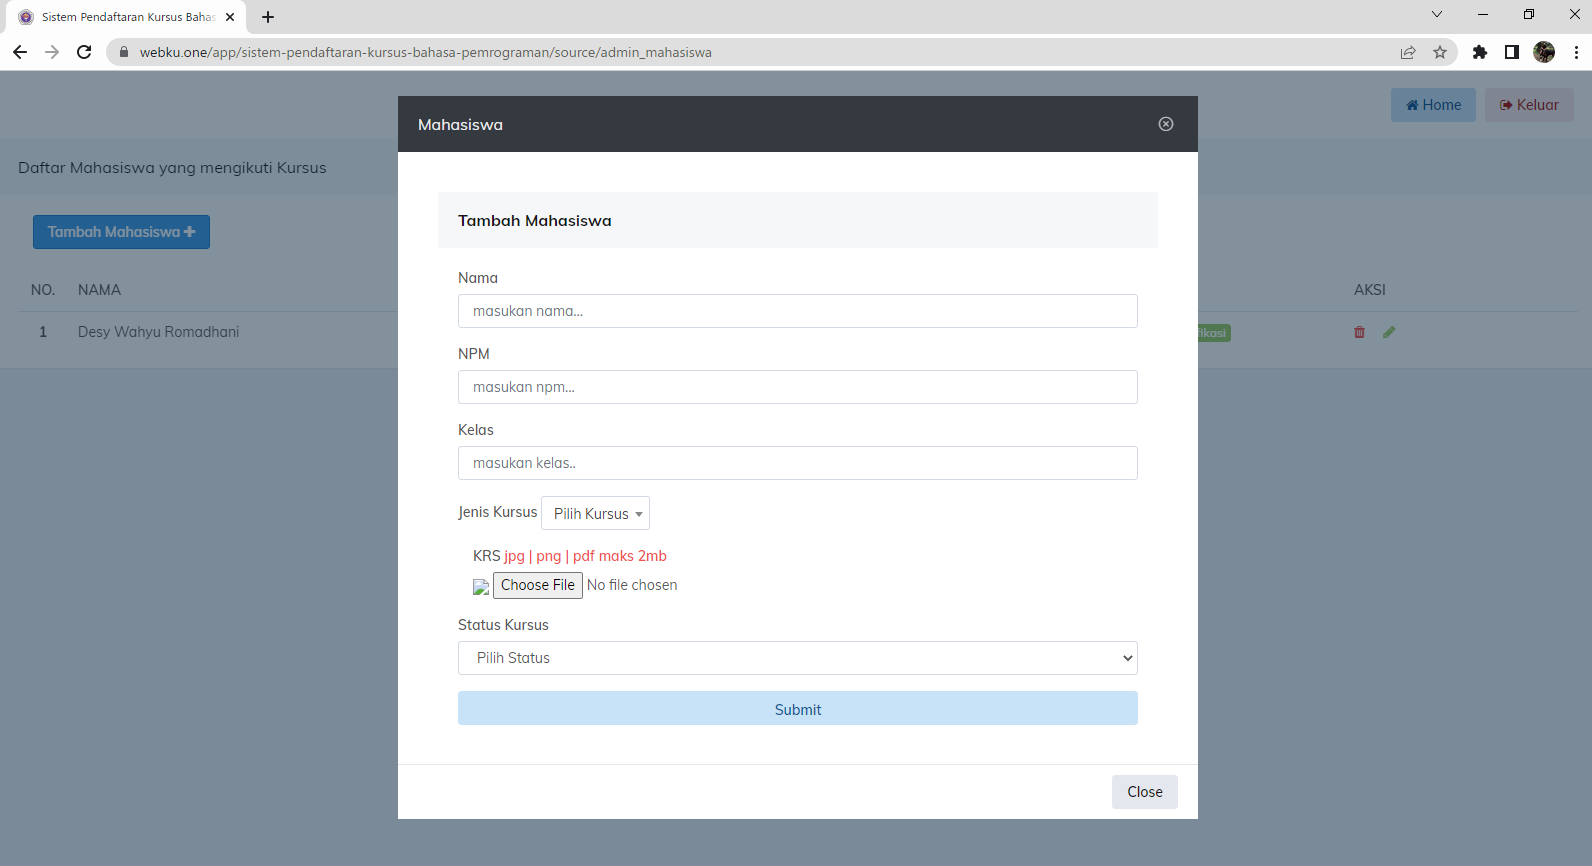 Sistem Pendaftaran Kursus Bahas
webku.one/app/sistem-pendaftaran-kursus-bahasa-pemrograman/source/admin_mahasiswa
Home
Keluar
Daftar Mahasiswa yang mengikuti Kursus
Tambah Mahasiswa
NO. NAMA AKSI
1 Desy Wahyu Romadhani
Mahasiswa
Tambah Mahasiswa
Nama
masukan nama...
NPM
masukan npm...
Kelas
masukan kelas..
Jenis Kursus Pilih Kursus
KRS jpg | png | pdf maks 2mb
Choose File No file chosen
Status Kursus
Pilih Status
Submit
Close